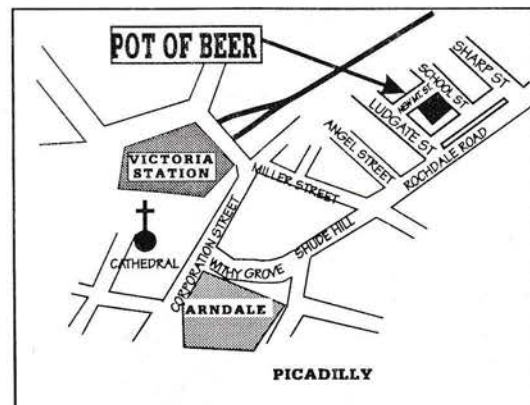 POT OF BEER
SHARP ST
SCHOOL ST
NEW MT. ST.
LUDGATE ST
ANGEL STREET
ROCHDALE ROAD
VICTORIA
STATION
MILLER STREET
CATHEDRAL
CORPORATION STREET
WITHY GROVE
SHUDE HILL
ARNDALE
PICADILLY